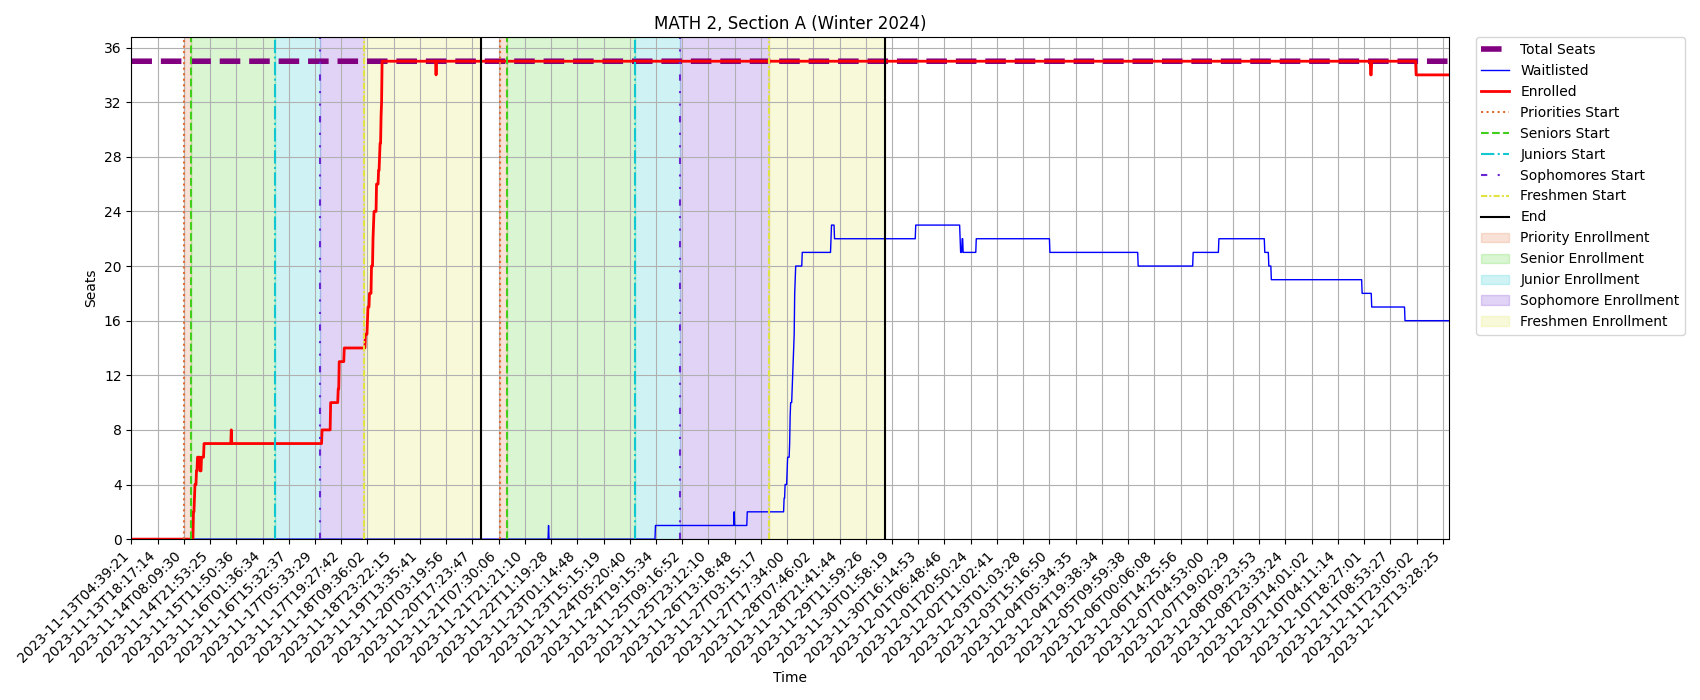 MATH 2, Section A (Winter 2024)
36
32
28
24
20
16
12
8
4
0
Seats
2023-11-13T04:39:21
2023-11-13T18:17:14
2023-11-14T08:09:30
2023-11-14T21:53:25
2023-11-15T11:50:36
2023-11-16T01:36:34
2023-11-16T15:32:37
2023-11-17T05:33:29
2023-11-17T19:27:42
2023-11-18T09:36:02
2023-11-18T23:22:15
2023-11-19T13:35:41
2023-11-20T03:19:56
2023-11-20T17:23:47
2023-11-21T07:30:06
2023-11-21T21:21:10
2023-11-22T11:19:28
2023-11-23T01:14:48
2023-11-23T15:15:19
2023-11-24T05:20:40
2023-11-24T19:15:34
2023-11-25T09:16:52
2023-11-25T23:12:10
2023-11-26T13:18:48
2023-11-27T03:15:17
2023-11-27T17:34:00
2023-11-28T07:46:02
2023-11-28T21:41:44
2023-11-29T11:59:26
2023-11-30T01:58:19
2023-11-30T16:14:53
2023-12-01T06:48:46
2023-12-01T20:50:24
2023-12-02T11:02:41
2023-12-03T01:03:28
2023-12-03T15:16:50
2023-12-04T05:34:35
2023-12-04T19:38:34
2023-12-05T09:59:38
2023-12-06T00:06:08
2023-12-06T14:25:56
2023-12-07T04:53:00
2023-12-07T19:02:29
2023-12-08T09:23:53
2023-12-08T23:33:24
2023-12-09T14:01:02
2023-12-10T04:11:14
2023-12-10T18:27:01
2023-12-11T08:53:27
2023-12-11T23:05:02
2023-12-12T13:28:25
Time
Total Seats
Waitlisted
Enrolled
Priorities Start
Seniors Start
Juniors Start
Sophomores Start
Freshmen Start
End
Priority Enrollment
Senior Enrollment
Junior Enrollment
Sophomore Enrollment
Freshmen Enrollment